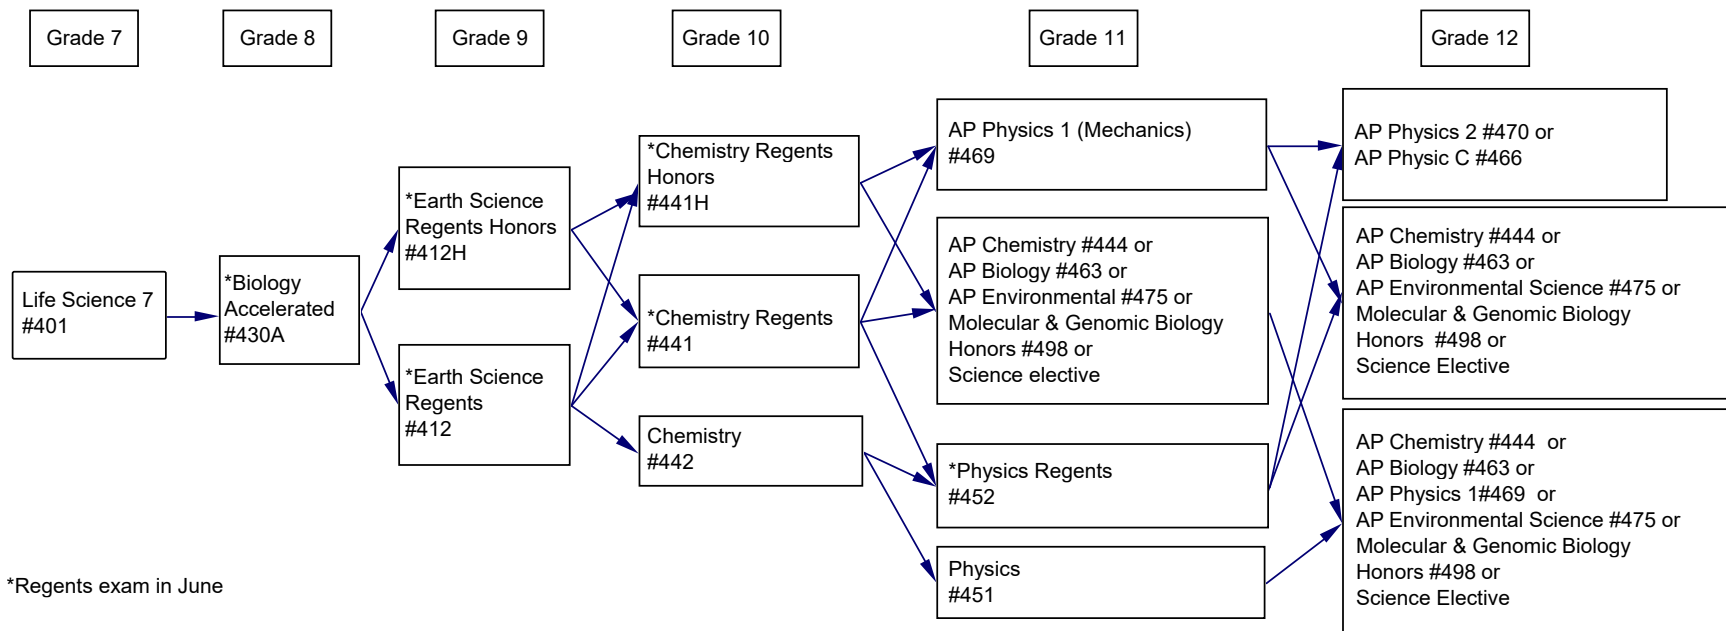 Grade 7
Grade 8
Grade 9
Grade 10
Grade 11
Grade 12
Life Science 7
#401
*Biology
Accelerated
#430A
*Earth Science
Regents Honors
#412H
*Earth Science
Regents
#412
*Chemistry Regents
Honors
#441H
*Chemistry Regents
#441
Chemistry
#442
AP Physics 1 (Mechanics)
#469
AP Chemistry #444 or
AP Biology #463 or
AP Environmental #475 or
Molecular & Genomic Biology
Honors #498 or
Science elective
*Physics Regents
#452
Physics
#451
AP Physics 2 #470 or
AP Physic C #466
AP Chemistry #444 or
AP Biology #463 or
AP Environmental Science #475 or
Molecular & Genomic Biology
Honors  #498 or
Science Elective
AP Chemistry #444  or
AP Biology #463 or
AP Physics 1#469  or
AP Environmental Science #475 or
Molecular & Genomic Biology
Honors #498 or
Science Elective
*Regents exam in June